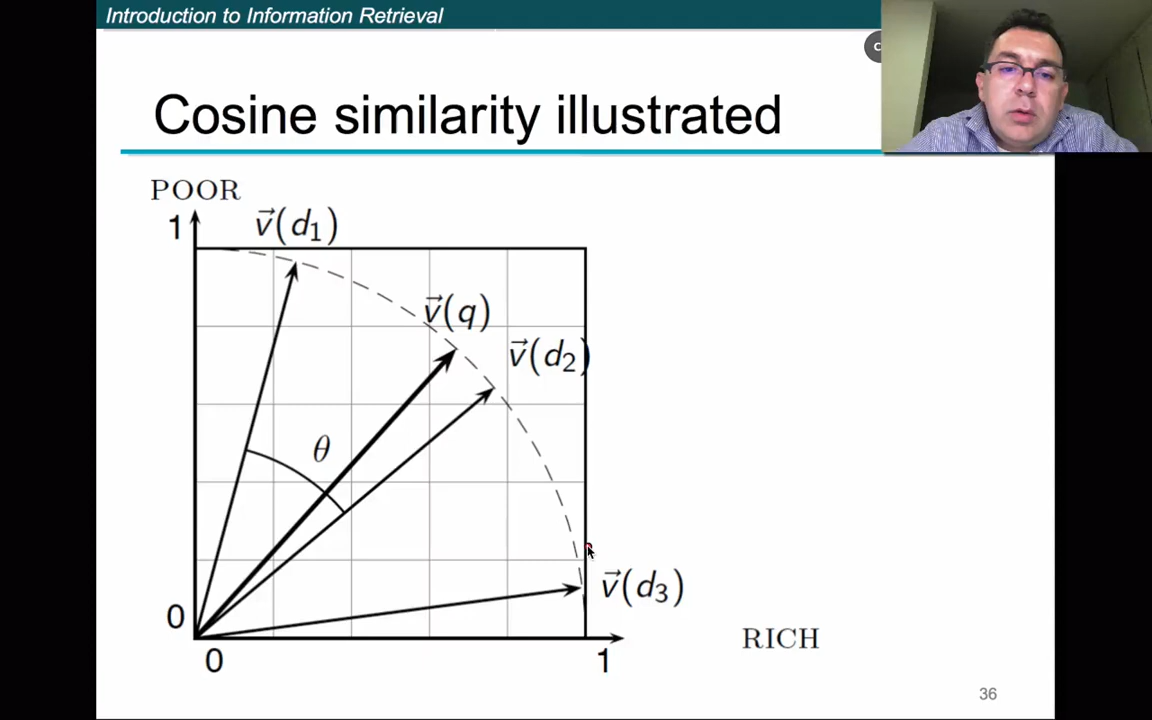 Introduction to Information Retrieval
C
Cosine similarity illustrated
POOR
1
v⃗(d₁)
v⃗(q)
v⃗(d₂)
θ
v⃗(d₃)
0
RICH
0
1
36